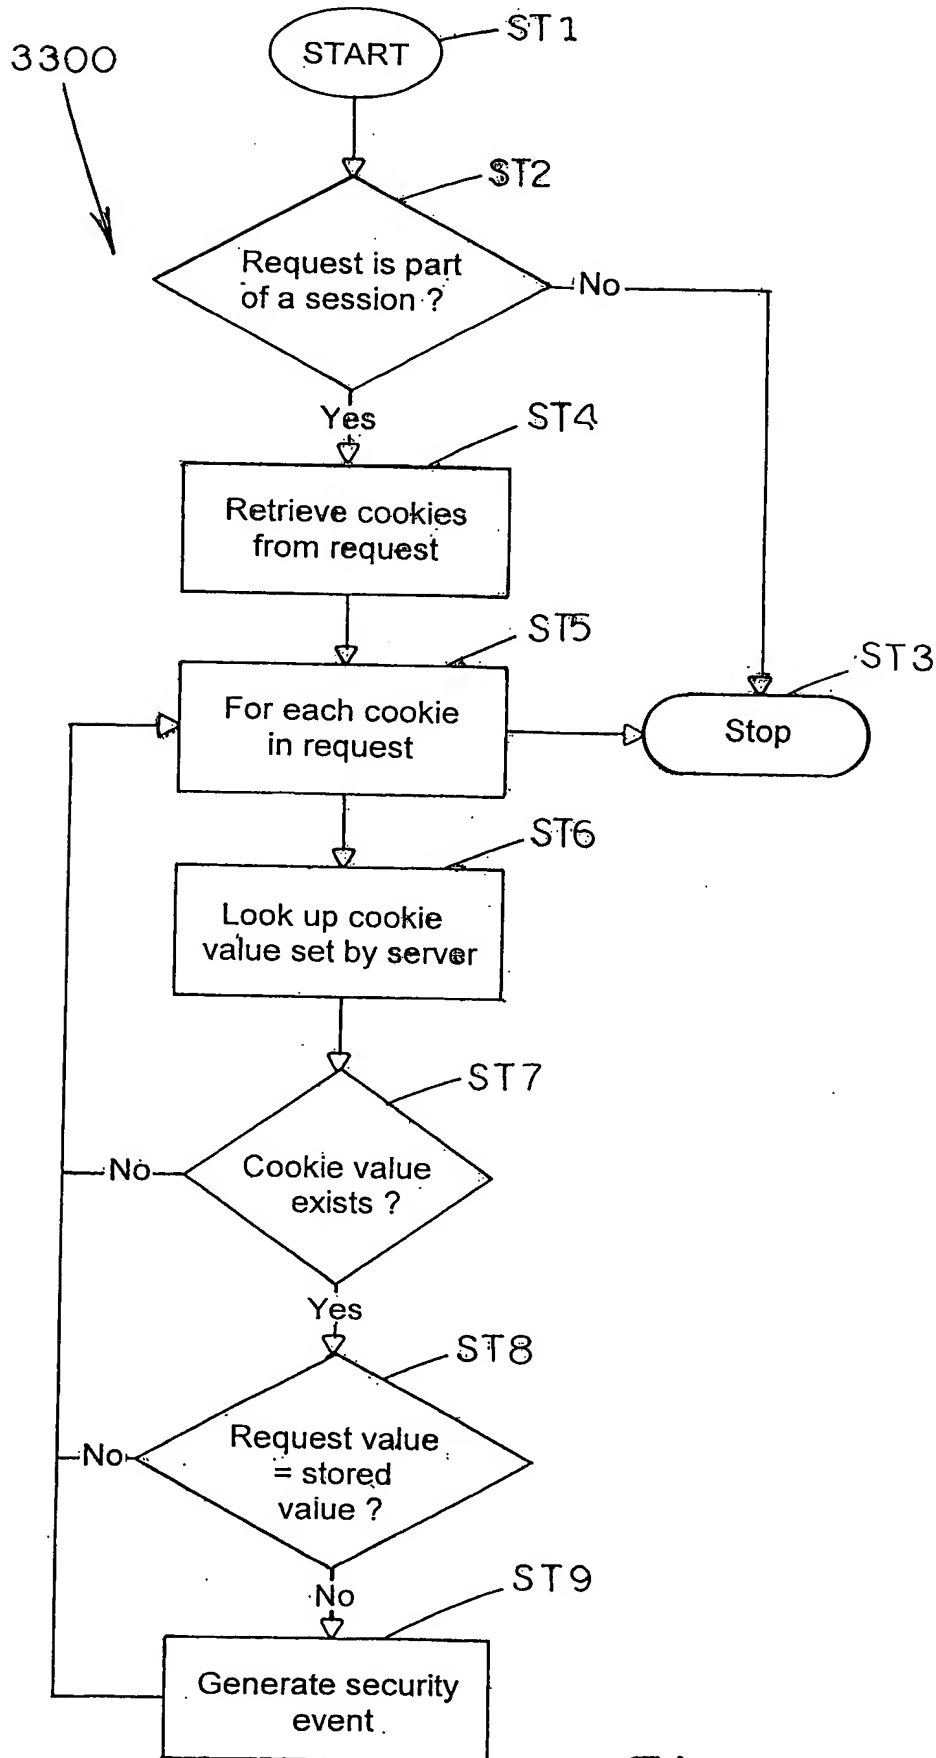 3300
START
ST1
ST2
Request is part
of a session ?
No
Yes
ST4
Retrieve cookies
from request
ST5
For each cookie
in request
ST3
Stop
ST6
Look up cookie
value set by server
ST7
Cookie value
exists ?
No
Yes
ST8
Request value
= stored
value ?
No
No
ST9
Generate security
event